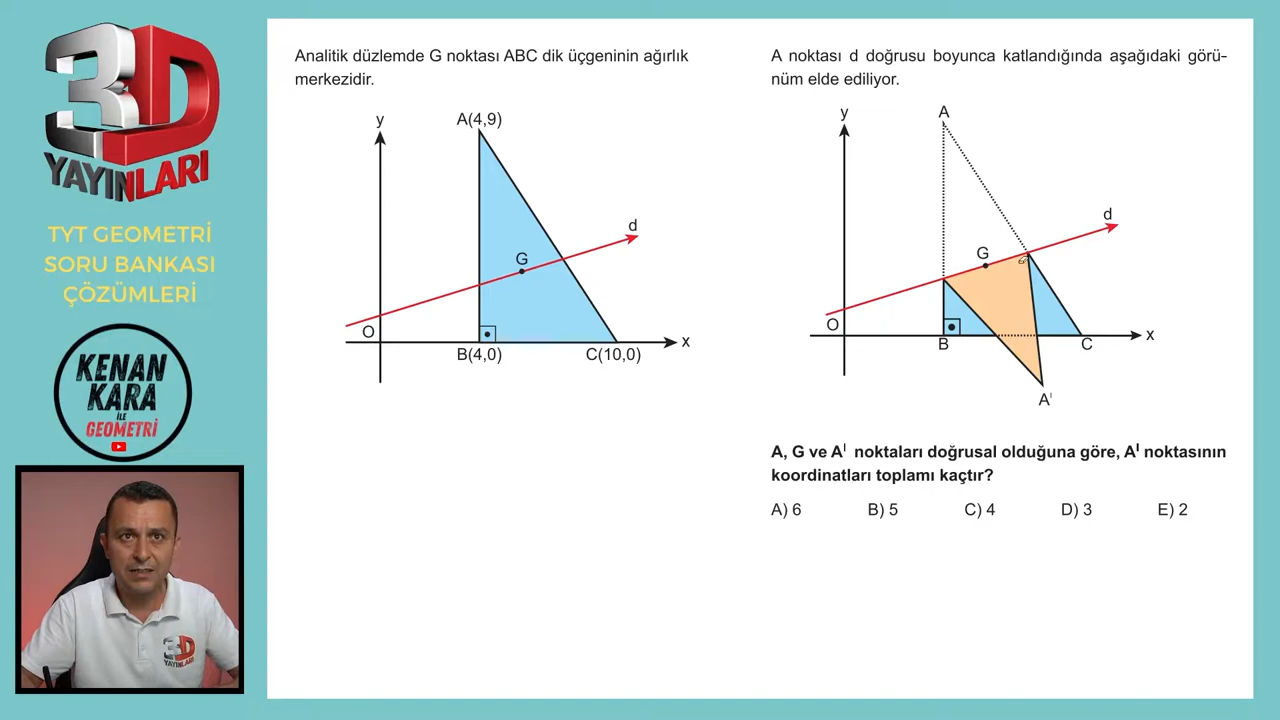 3D
YAYINLARI
TYT GEOMETRİ
SORU BANKASI
ÇÖZÜMLERİ
KENAN
KARA
İLE
GEOMETRİ
3D
YAYINLARI
Analitik düzlemde G noktası ABC dik üçgeninin ağırlık
merkezidir.
y
A(4,9)
d
G
O
x
B(4,0)
C(10,0)
A noktası d doğrusu boyunca katlandığında aşağıdaki görü-
nüm elde ediliyor.
y
A
d
G
O
x
B
C
A'
A, G ve A' noktaları doğrusal olduğuna göre, A' noktasının
koordinatları toplamı kaçtır?
A) 6 B) 5 C) 4 D) 3 E) 2